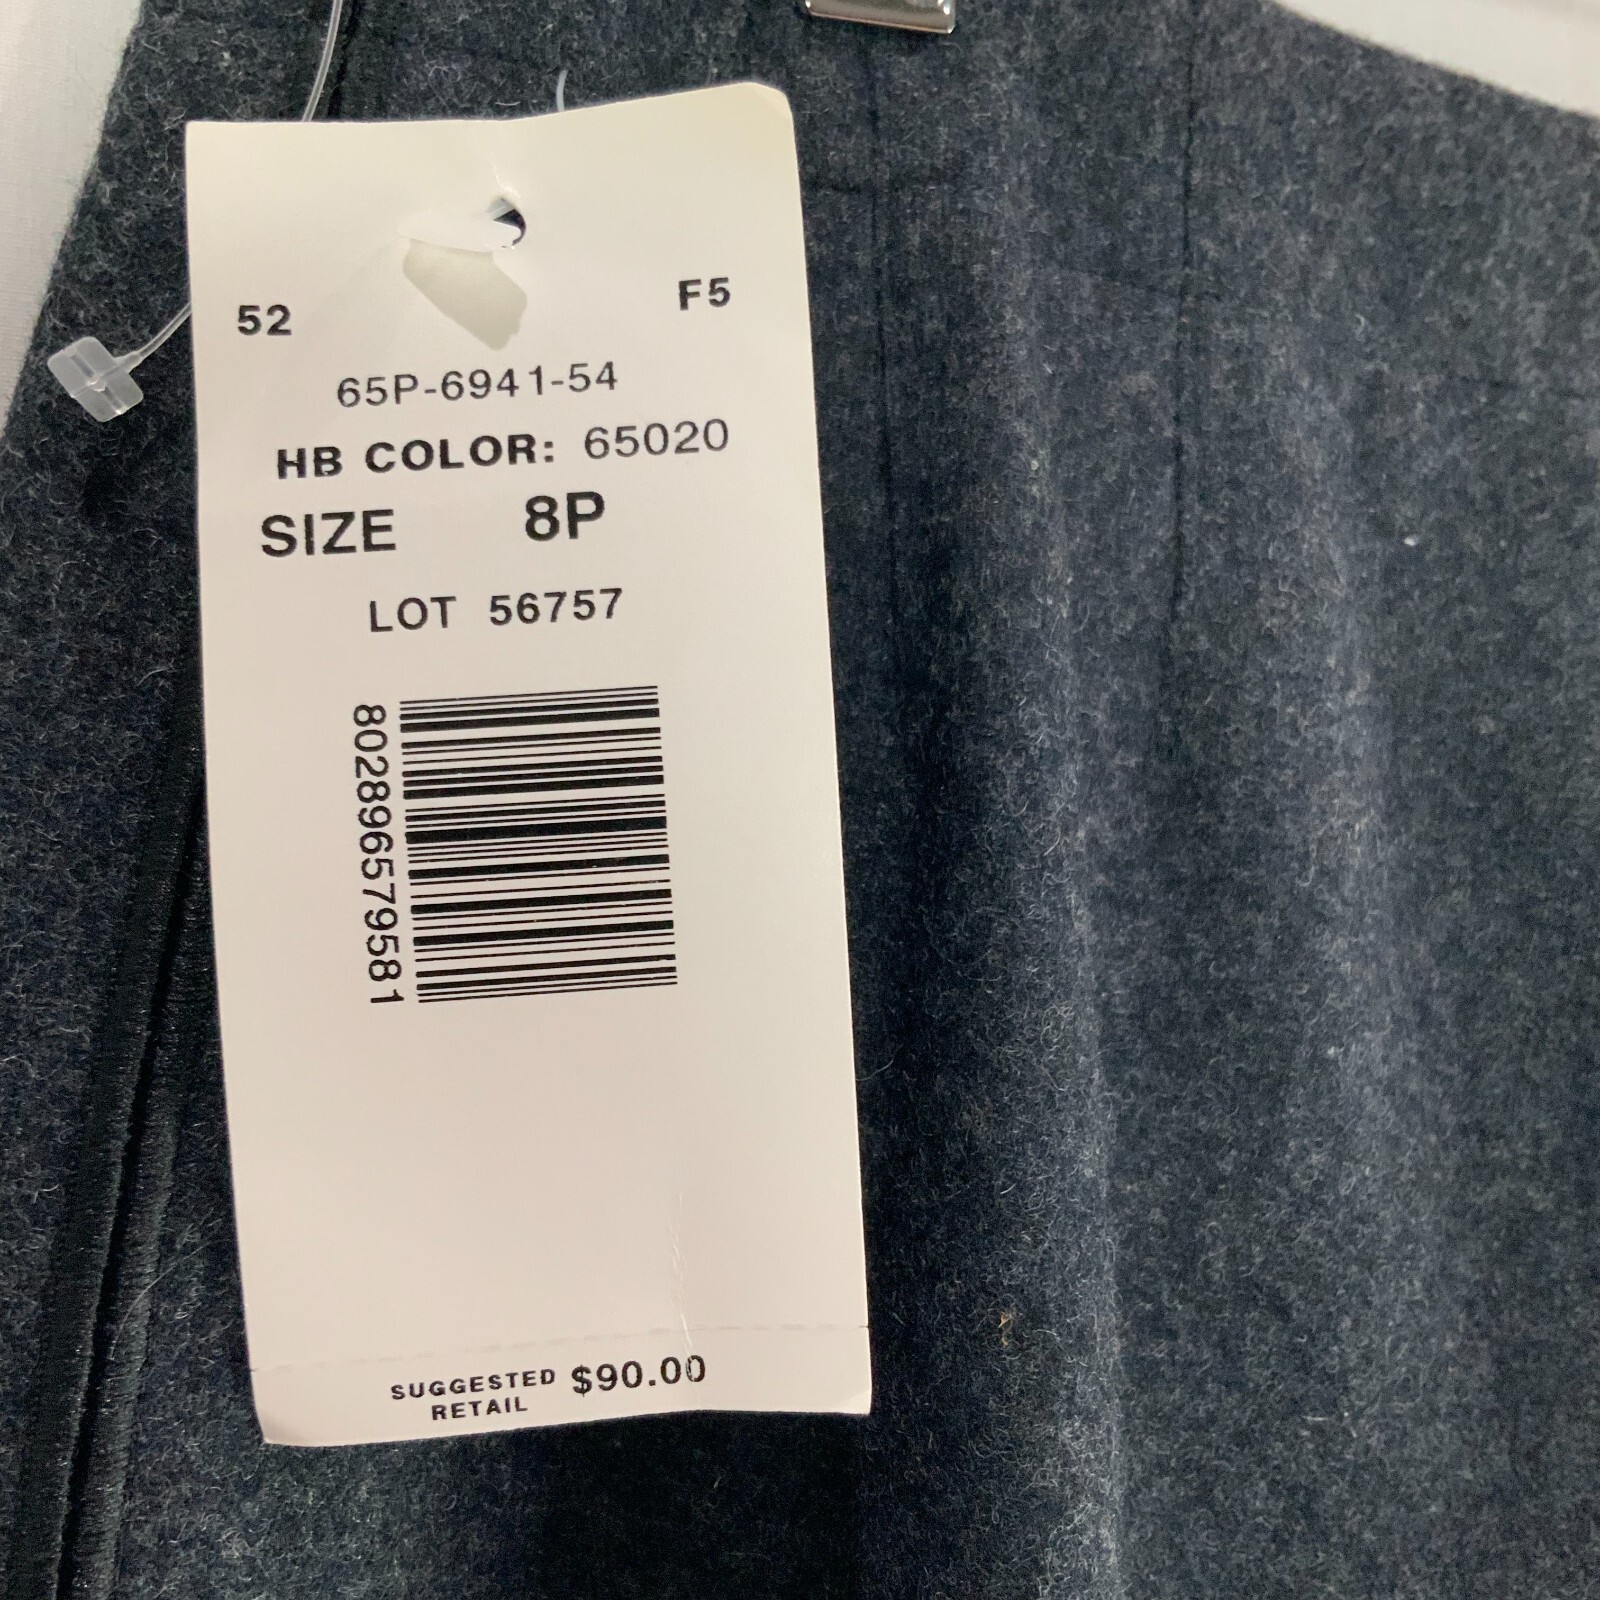 52 F5
65P-6941-54
HB COLOR: 65020
SIZE 8P
LOT 56757
802896579581
SUGGESTED $90.00
RETAIL